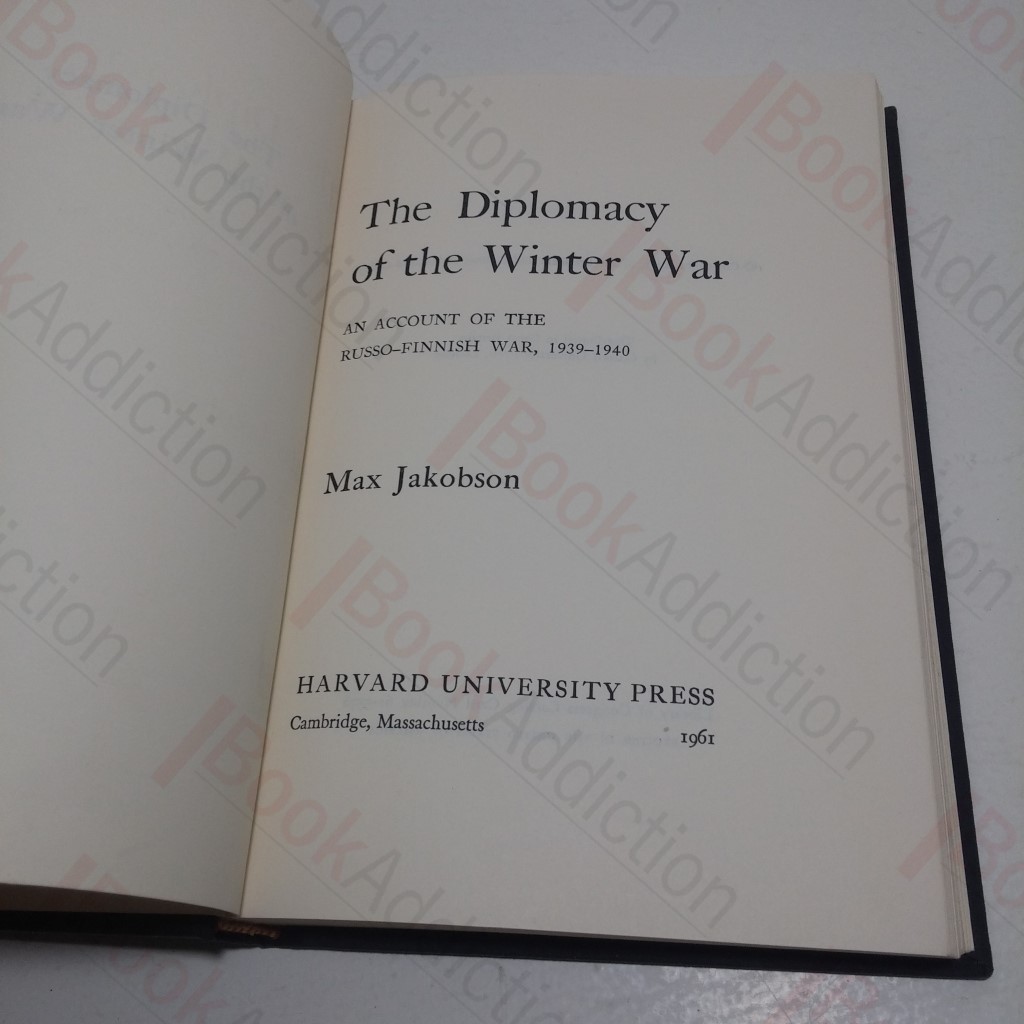 The Diplomacy
of the Winter War
AN ACCOUNT OF THE
RUSSO–FINNISH WAR, 1939–1940
Max Jakobson
HARVARD UNIVERSITY PRESS
Cambridge, Massachusetts
1961
BookAddiction